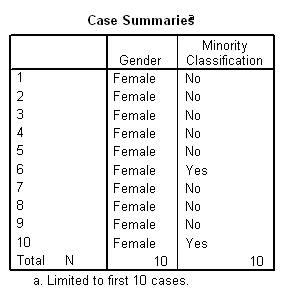 Case Summaries a
Gender Minority Classification
1 Female No
2 Female No
3 Female No
4 Female No
5 Female No
6 Female Yes
7 Female No
8 Female No
9 Female No
10 Female Yes
Total N 10 10
a. Limited to first 10 cases.